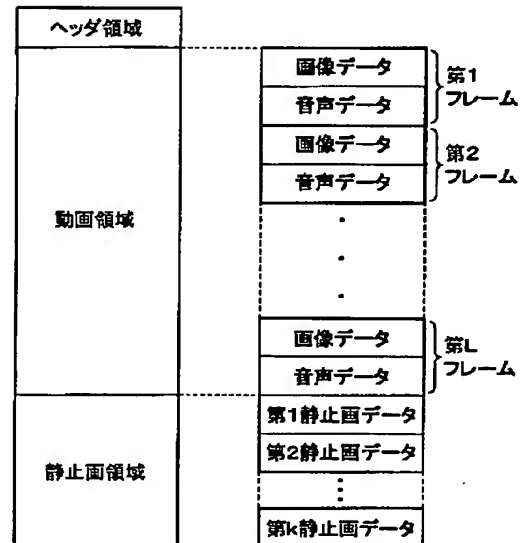 ヘッダ領域
動画領域
静止画領域
画像データ
音声データ
第1
フレーム
画像データ
音声データ
第2
フレーム
画像データ
音声データ
第L
フレーム
第1静止画データ
第2静止画データ
第k静止画データ